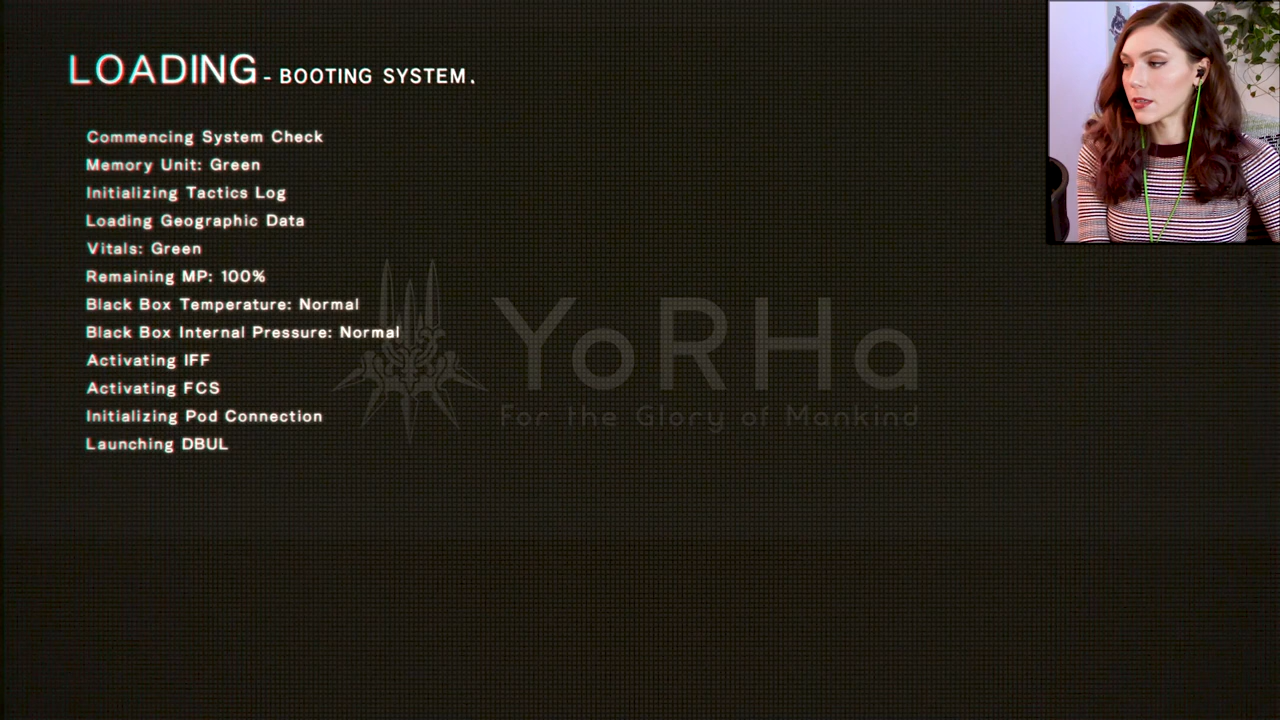 LOADING - BOOTING SYSTEM.
Commencing System Check
Memory Unit: Green
Initializing Tactics Log
Loading Geographic Data
Vitals: Green
Remaining MP: 100%
Black Box Temperature: Normal
Black Box Internal Pressure: Normal
Activating IFF
Activating FCS
Initializing Pod Connection
Launching DBUL
YoRHa
For the Glory of Mankind